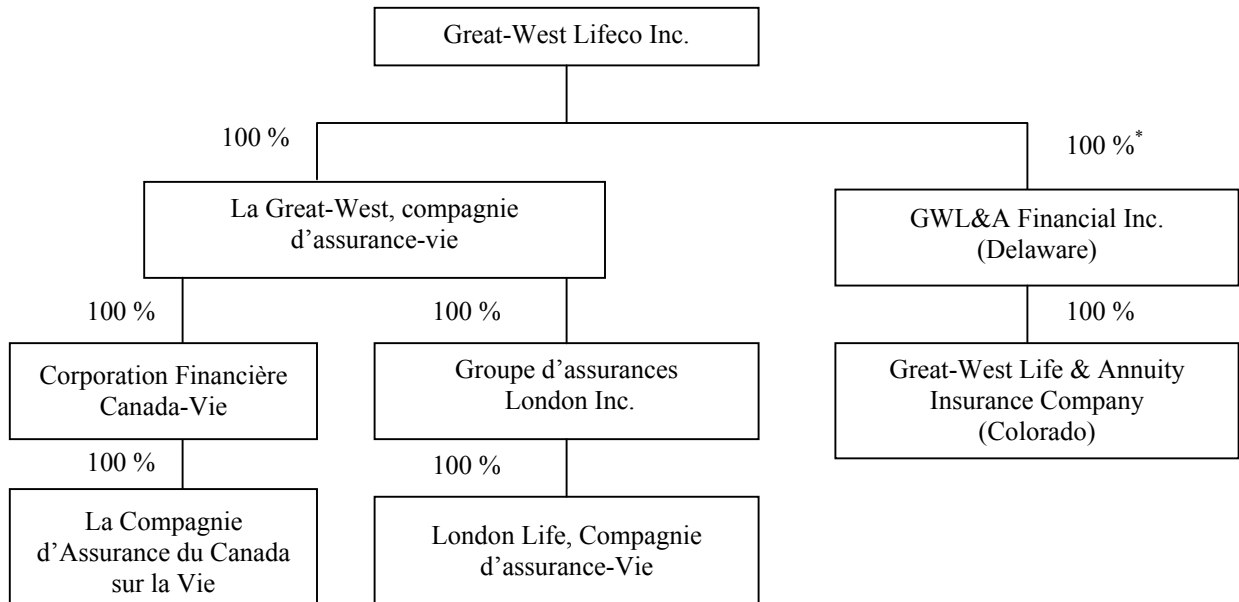 Great-West Lifeco Inc.
100 %
100 %*
La Great-West, compagnie
d’assurance-vie
GWL&A Financial Inc.
(Delaware)
100 %
100 %
100 %
Corporation Financière
Canada-Vie
Groupe d’assurances
London Inc.
Great-West Life & Annuity
Insurance Company
(Colorado)
100 %
100 %
La Compagnie
d’Assurance du Canada
sur la Vie
London Life, Compagnie
d’assurance-Vie